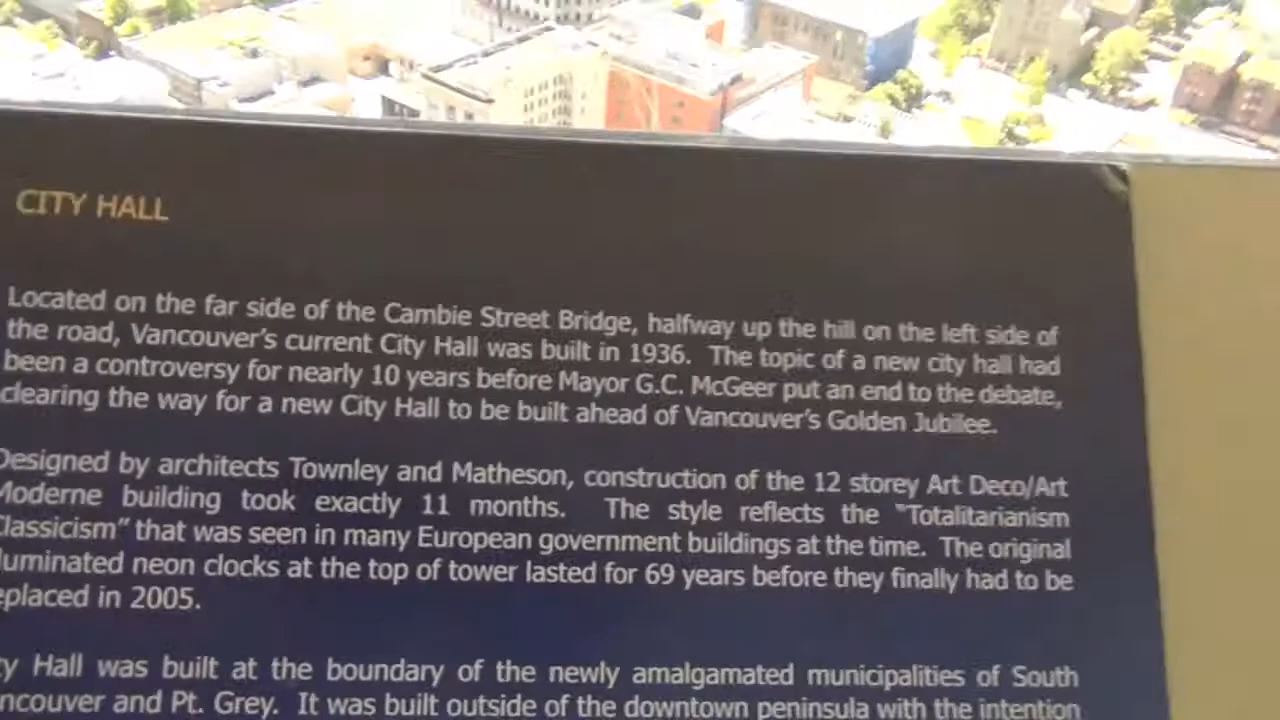 CITY HALL
Located on the far side of the Cambie Street Bridge, halfway up the hill on the left side of
the road, Vancouver's current City Hall was built in 1936. The topic of a new city hall had
been a controversy for nearly 10 years before Mayor G.C. McGeer put an end to the debate,
clearing the way for a new City Hall to be built ahead of Vancouver's Golden Jubilee.
Designed by architects Townley and Matheson, construction of the 12 storey Art Deco/Art
Moderne building took exactly 11 months. The style reflects the "Totalitarianism
Classicism" that was seen in many European government buildings at the time. The original
luminated neon clocks at the top of tower lasted for 69 years before they finally had to be
eplaced in 2005.
ty Hall was built at the boundary of the newly amalgamated municipalities of South
ncouver and Pt. Grey. It was built outside of the downtown peninsula with the intention